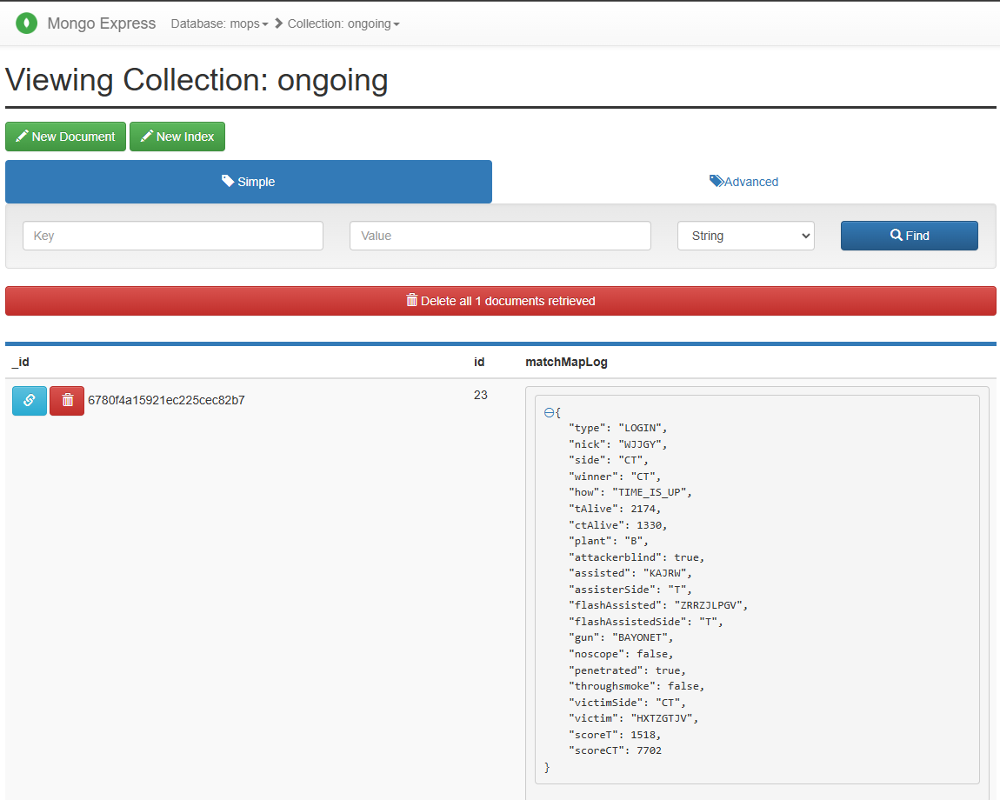 Mongo Express Database: mops Collection: ongoing
Viewing Collection: ongoing
New Document New Index
Simple Advanced
Key Value String Find
Delete all 1 documents retrieved
_id id matchMapLog
6780f4a15921ec225cec82b7 23
{
"type": "LOGIN",
"nick": "WJJGY",
"side": "CT",
"winner": "CT",
"how": "TIME_IS_UP",
"tAlive": 2174,
"ctAlive": 1330,
"plant": "B",
"attackerblind": true,
"assisted": "KAJRW",
"assisterSide": "T",
"flashAssisted": "ZRRZJLPGV",
"flashAssistedSide": "T",
"gun": "BAYONET",
"noscope": false,
"penetrated": true,
"throughsmoke": false,
"victimSide": "CT",
"victim": "HXTZGTJV",
"scoreT": 1518,
"scoreCT": 7702
}